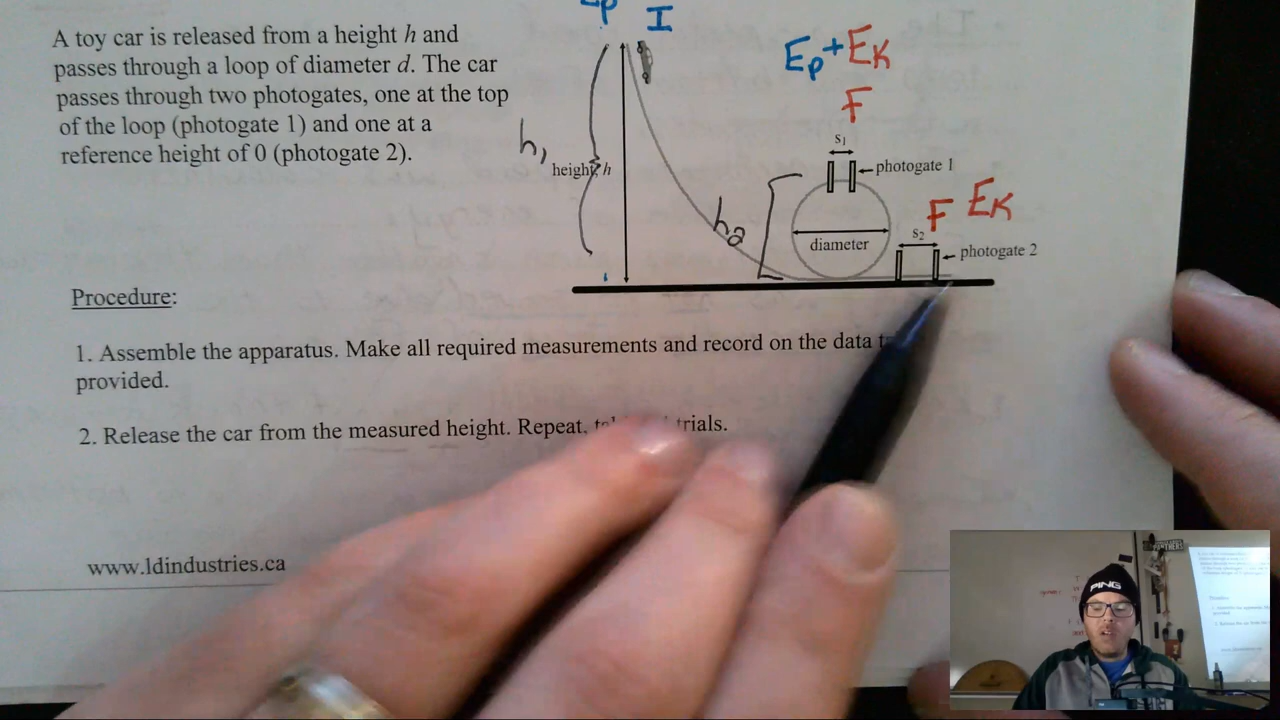 A toy car is released from a height h and
passes through a loop of diameter d. The car
passes through two photogates, one at the top
of the loop (photogate 1) and one at a
reference height of 0 (photogate 2).
Ep
I
Ep + EK
F
h1
height, h
s1
photogate 1
h2
diameter
F EK
s2
photogate 2
Procedure:
1. Assemble the apparatus. Make all required measurements and record on the data
provided.
2. Release the car from the measured height. Repeat, trials.
www.ldindustries.ca
PING